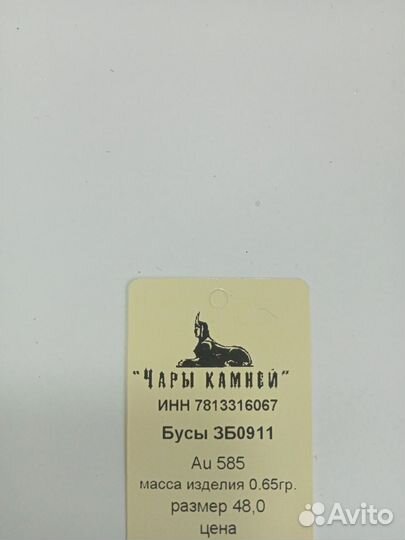 "ЧАРЫ КАМНЕЙ"
ИНН 7813316067
Бусы ЗБ0911
Au 585
масса изделия 0.65гр.
размер 48,0
цена
Avito